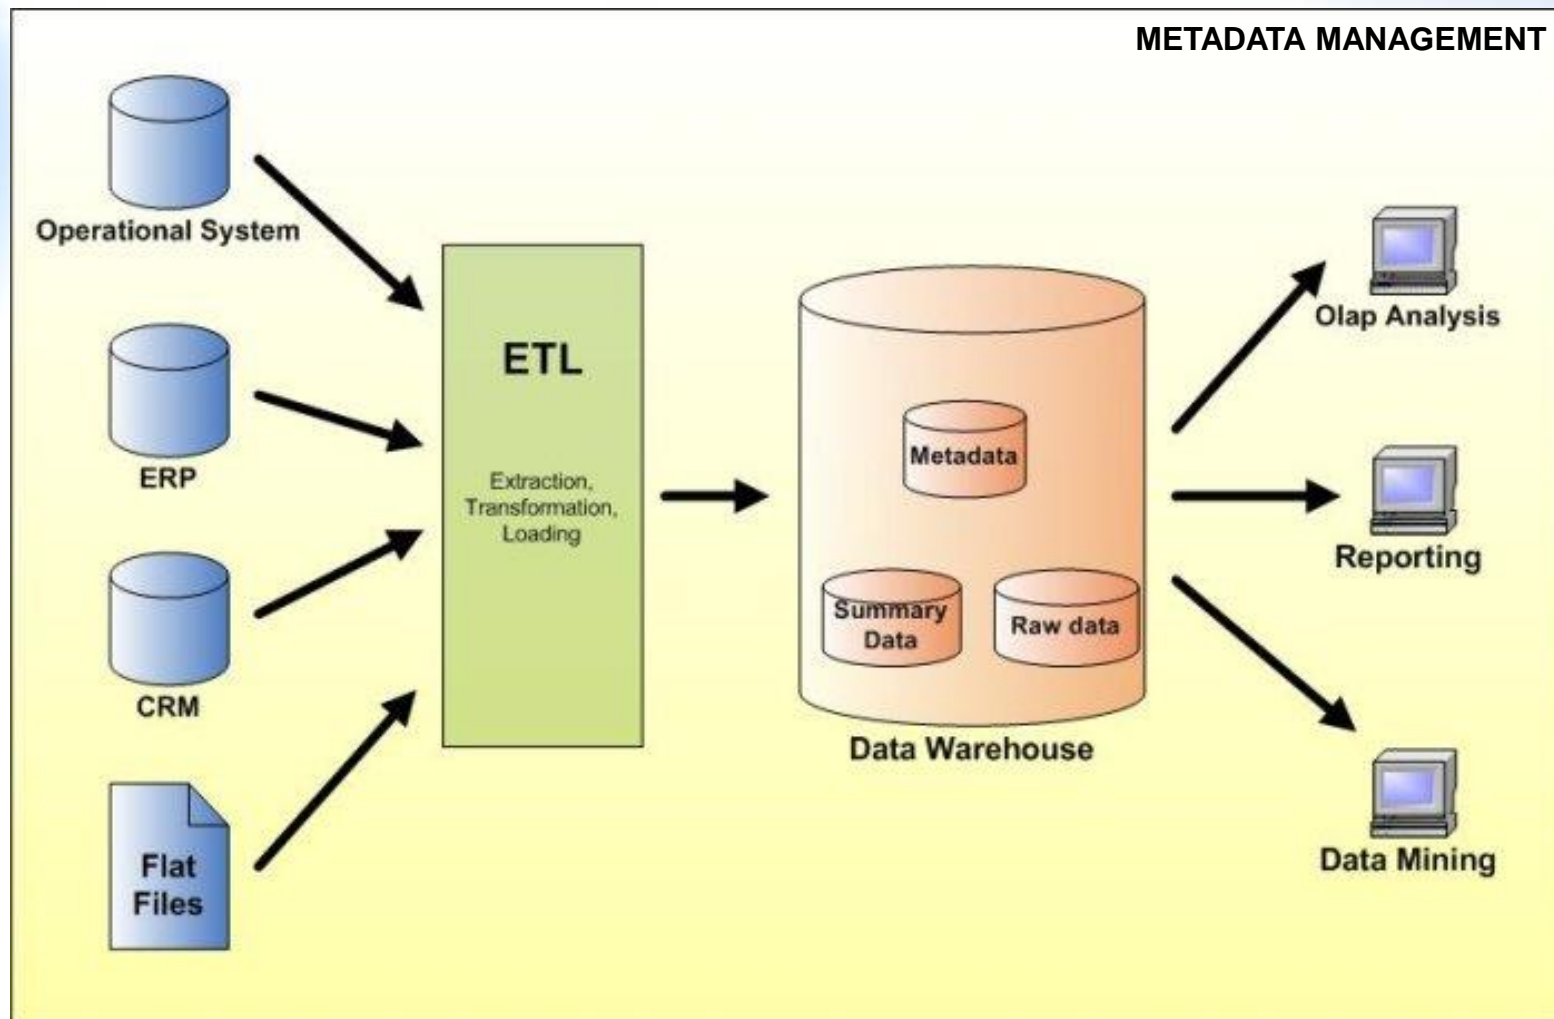 METADATA MANAGEMENT
Operational System
ERP
CRM
Flat
Files
ETL
Extraction,
Transformation,
Loading
Metadata
Summary
Data
Raw data
Data Warehouse
Olap Analysis
Reporting
Data Mining